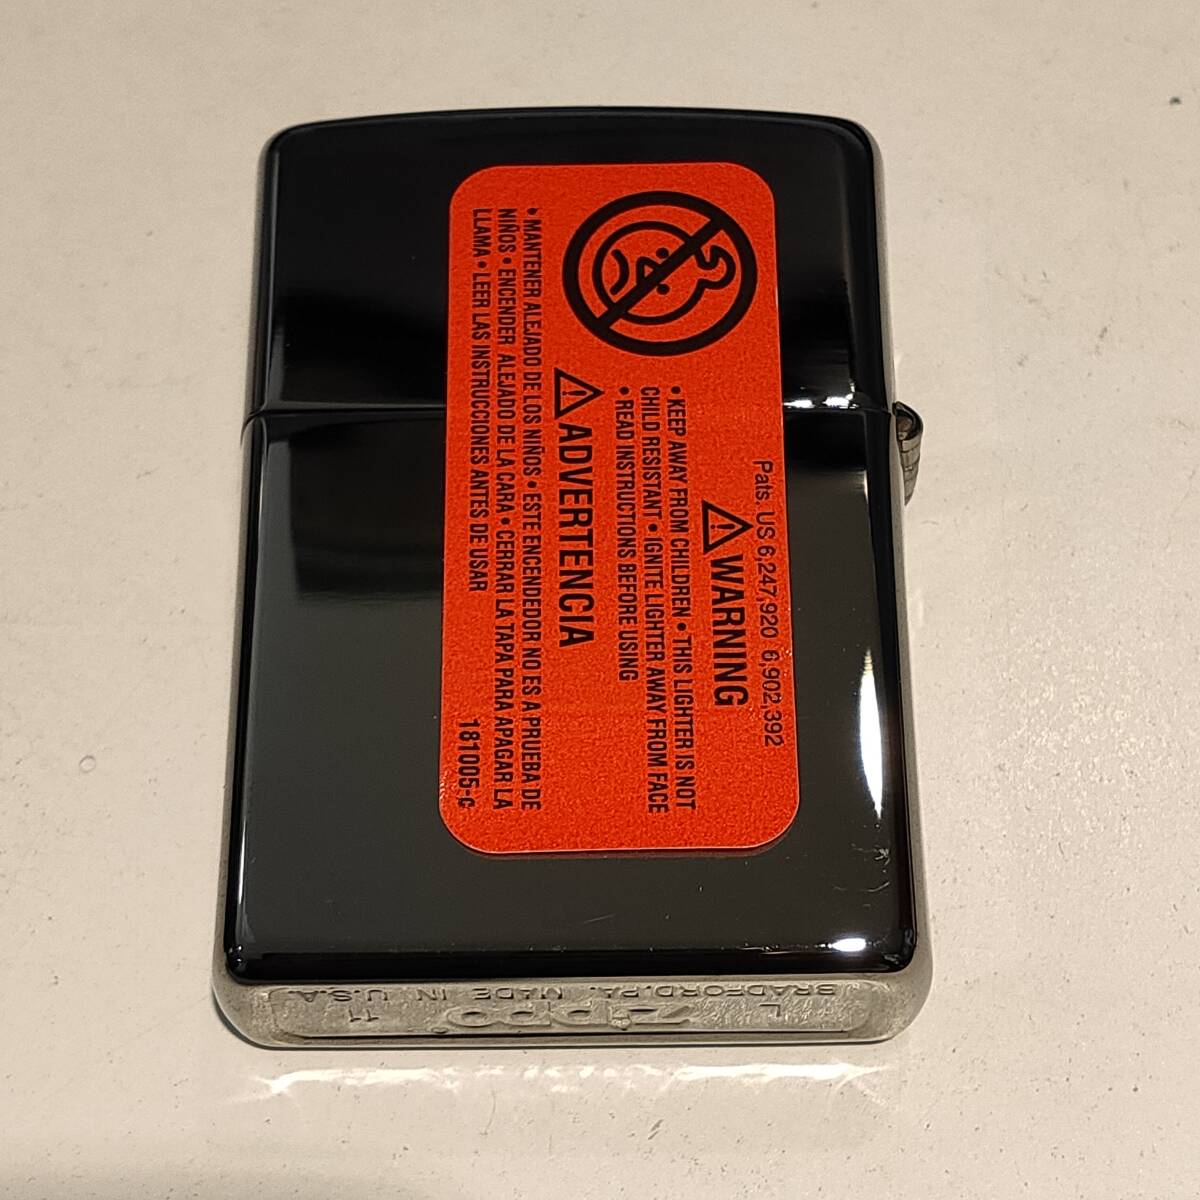 Pats. US 6,247,920 6,902,392
WARNING
• KEEP AWAY FROM CHILDREN • THIS LIGHTER IS NOT
CHILD RESISTANT • IGNITE LIGHTER AWAY FROM FACE
• READ INSTRUCTIONS BEFORE USING
ADVERTENCIA
• MANTENER ALEJADO DE LOS NIÑOS • ESTE ENCENDEDOR NO ES A PRUEBA DE
NIÑOS • ENCENDER ALEJADO DE LA CARA • CERRAR LA TAPA PARA APAGAR LA
LLAMA • LEER LAS INSTRUCCIONES ANTES DE USAR
181005-c
L Zippo ® 11
BRADFORD, PA. MADE IN U.S.A.